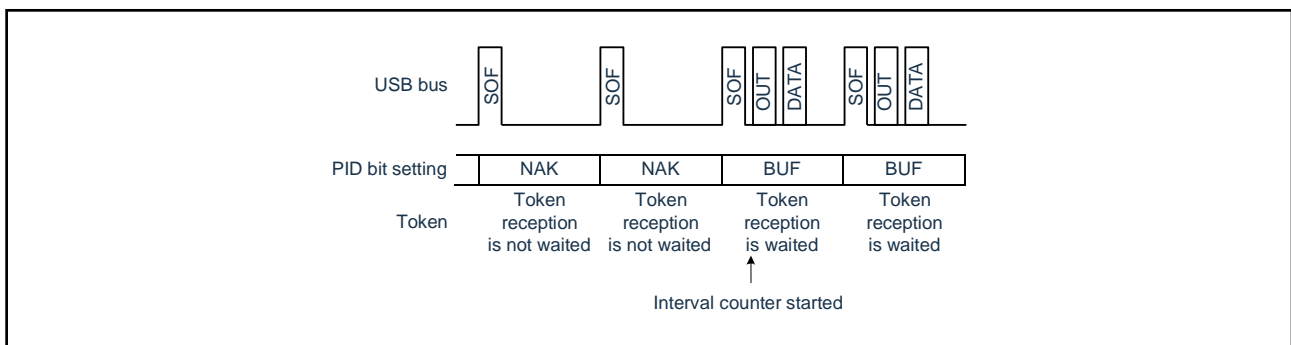 USB bus
SOF
SOF
SOF
OUT
DATA
SOF
OUT
DATA
PID bit setting
NAK
NAK
BUF
BUF
Token
Token
reception
is not waited
Token
reception
is not waited
Token
reception
is waited
Token
reception
is waited
Interval counter started